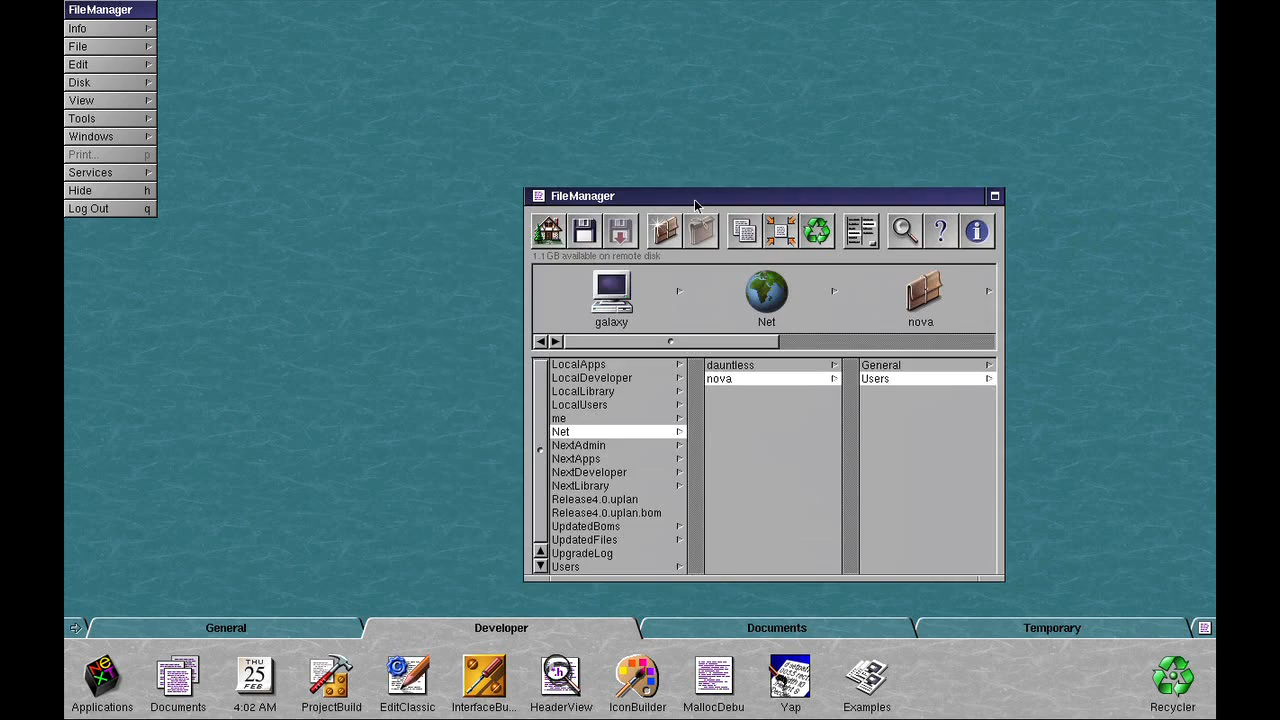 FileManager
Info
File
Edit
Disk
View
Tools
Windows
Print... p
Services
Hide h
Log Out q
FileManager
1.1GB available on remote disk
galaxy Net nova
LocalApps
LocalDeveloper
LocalLibrary
LocalUsers
me
Net
NextAdmin
NextApps
NextDeveloper
NextLibrary
Release4.0.uplan
Release4.0.uplan.bom
UpdatedBoms
UpdatedFiles
UpgradeLog
Users
dauntless
nova
General
Users
General Developer Documents Temporary
THU
25
FEB
Applications Documents 4:02 AM ProjectBuild EditClassic InterfaceBu... HeaderView IconBuilder MallocDebu Yap Examples Recycler